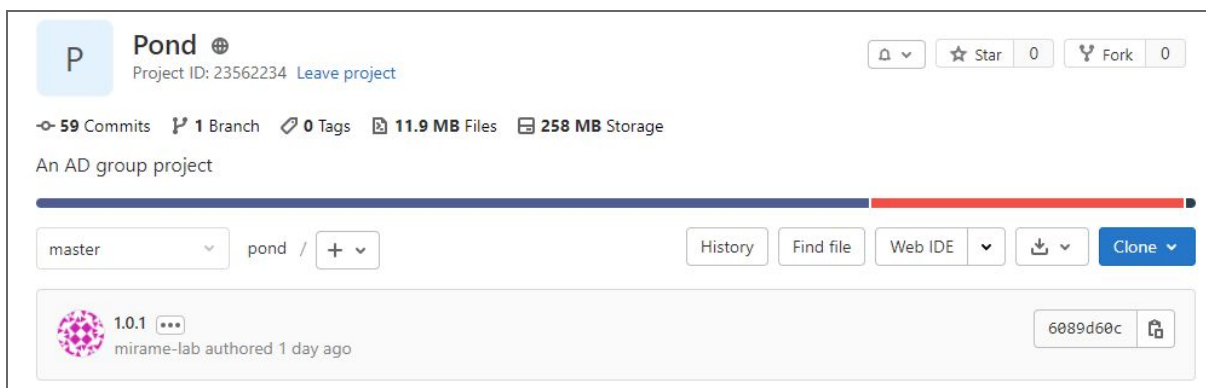 P
Pond
Project ID: 23562234 Leave project
Star 0 Fork 0
59 Commits 1 Branch 0 Tags 11.9 MB Files 258 MB Storage
An AD group project
master pond / + History Find file Web IDE Clone
1.0.1 ...
mirame-lab authored 1 day ago
6089d60c